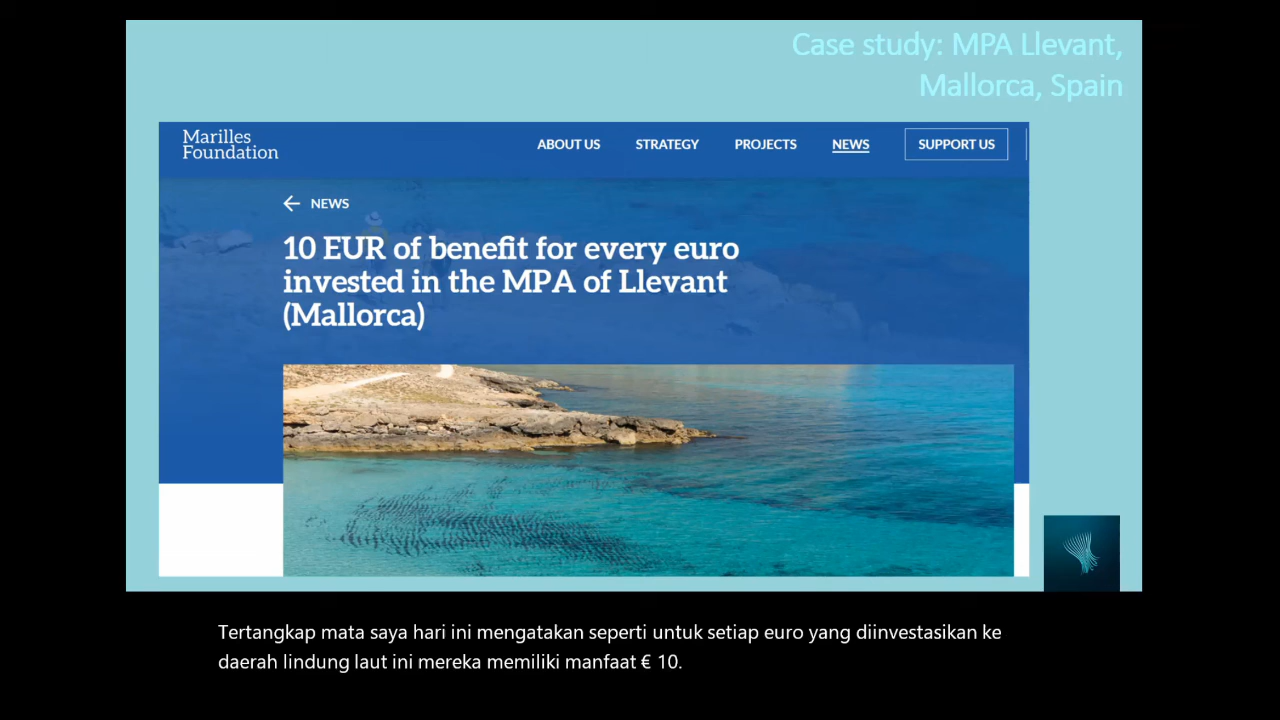 Case study: MPA Llevant,
Mallorca, Spain
Marilles
Foundation
ABOUT US
STRATEGY
PROJECTS
NEWS
SUPPORT US
← NEWS
10 EUR of benefit for every euro
invested in the MPA of Llevant
(Mallorca)
Tertangkap mata saya hari ini mengatakan seperti untuk setiap euro yang diinvestasikan ke
daerah lindung laut ini mereka memiliki manfaat € 10.